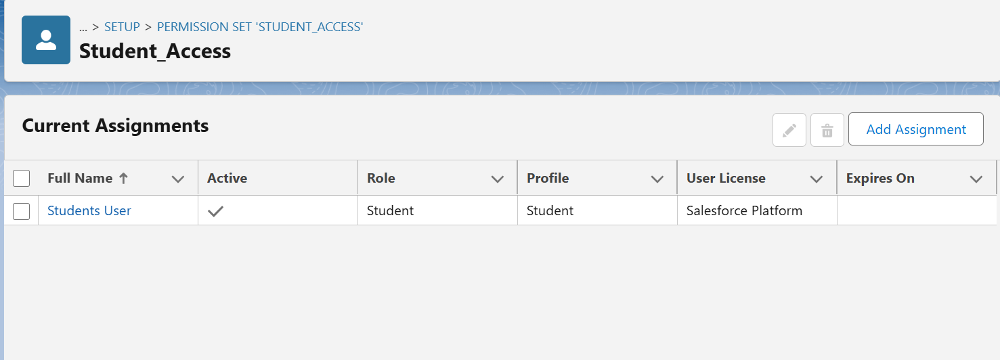 ... > SETUP > PERMISSION SET 'STUDENT_ACCESS'
Student_Access
Current Assignments
Add Assignment
Full Name Active Role Profile User License Expires On
Students User Student Student Salesforce Platform